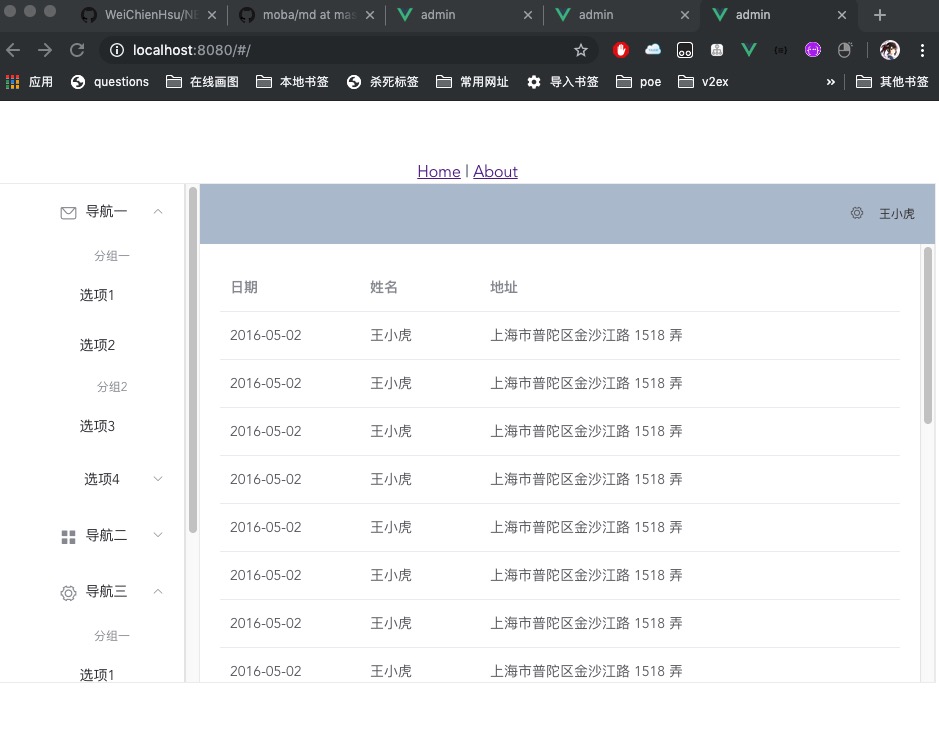 WeiChienHsu/N
moba/md at mas
admin
admin
admin
localhost:8080/#/
应用
questions
在线画图
本地书签
杀死标签
常用网址
导入书签
poe
v2ex
»
其他书签
Home | About
王小虎
导航一
分组一
选项1
选项2
分组2
选项3
选项4
导航二
导航三
分组一
选项1
日期 姓名 地址
2016-05-02 王小虎 上海市普陀区金沙江路 1518 弄
2016-05-02 王小虎 上海市普陀区金沙江路 1518 弄
2016-05-02 王小虎 上海市普陀区金沙江路 1518 弄
2016-05-02 王小虎 上海市普陀区金沙江路 1518 弄
2016-05-02 王小虎 上海市普陀区金沙江路 1518 弄
2016-05-02 王小虎 上海市普陀区金沙江路 1518 弄
2016-05-02 王小虎 上海市普陀区金沙江路 1518 弄
2016-05-02 王小虎 上海市普陀区金沙江路 1518 弄